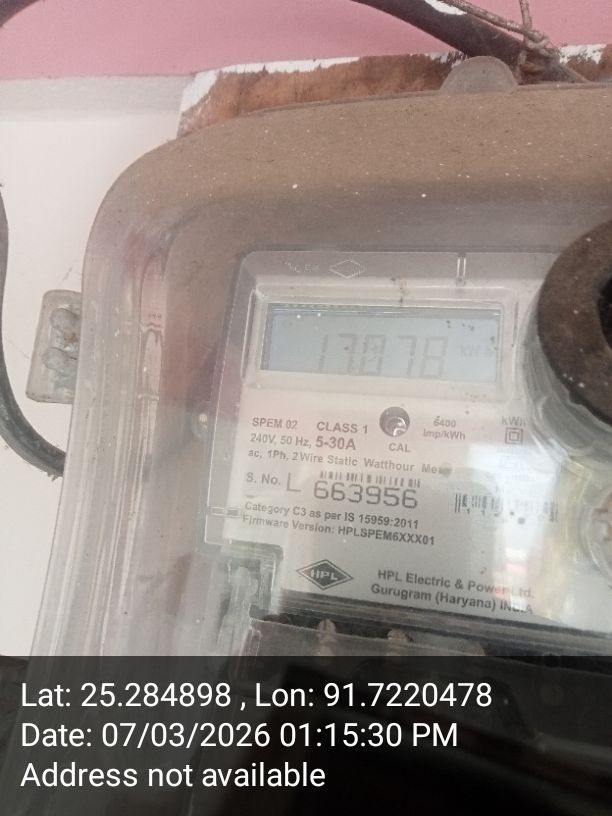 17878 kWh
SPEM 02 CLASS 1
240V, 50 Hz, 5-30A
CAL
6400
imp/kWh
kWh
ac, 1Ph, 2 Wire Static Watthour Meter
S. No. L 663956
Category C3 as per IS 15959:2011
Firmware Version: HPLSPEM6XXX01
HPL
HPL Electric & Power Ltd.
Gurugram (Haryana) INDIA
Lat: 25.284898 , Lon: 91.7220478
Date: 07/03/2026 01:15:30 PM
Address not available